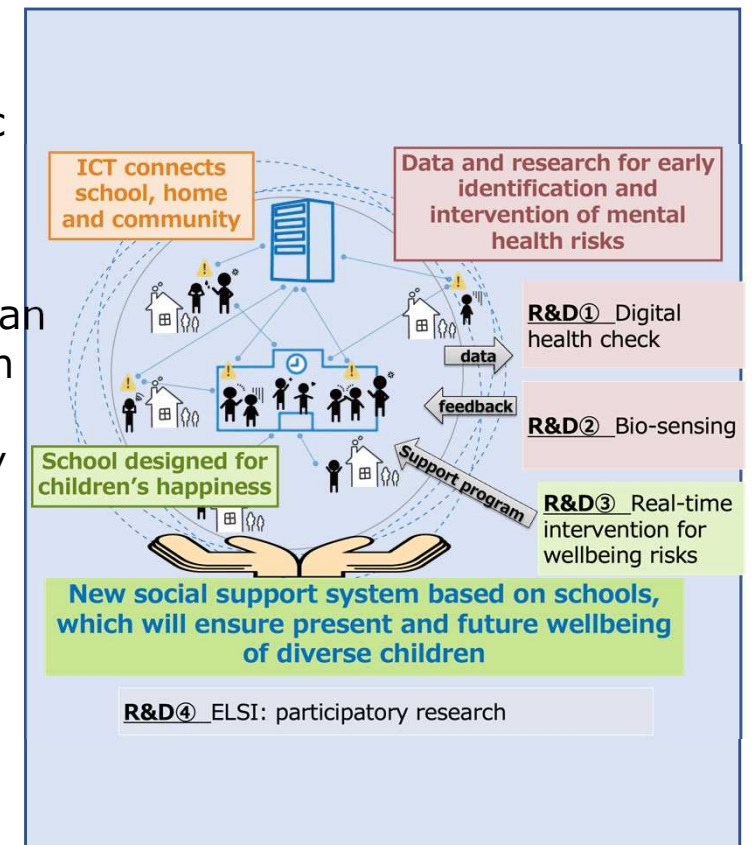 c
an
n
y
ICT connects
school, home
and community
Data and research for early
identification and
intervention of mental
health risks
R&D① Digital
health check
data
feedback
R&D② Bio-sensing
Support program
School designed for
children's happiness
R&D③ Real-time
intervention for
wellbeing risks
New social support system based on schools,
which will ensure present and future wellbeing
of diverse children
R&D④ ELSI: participatory research